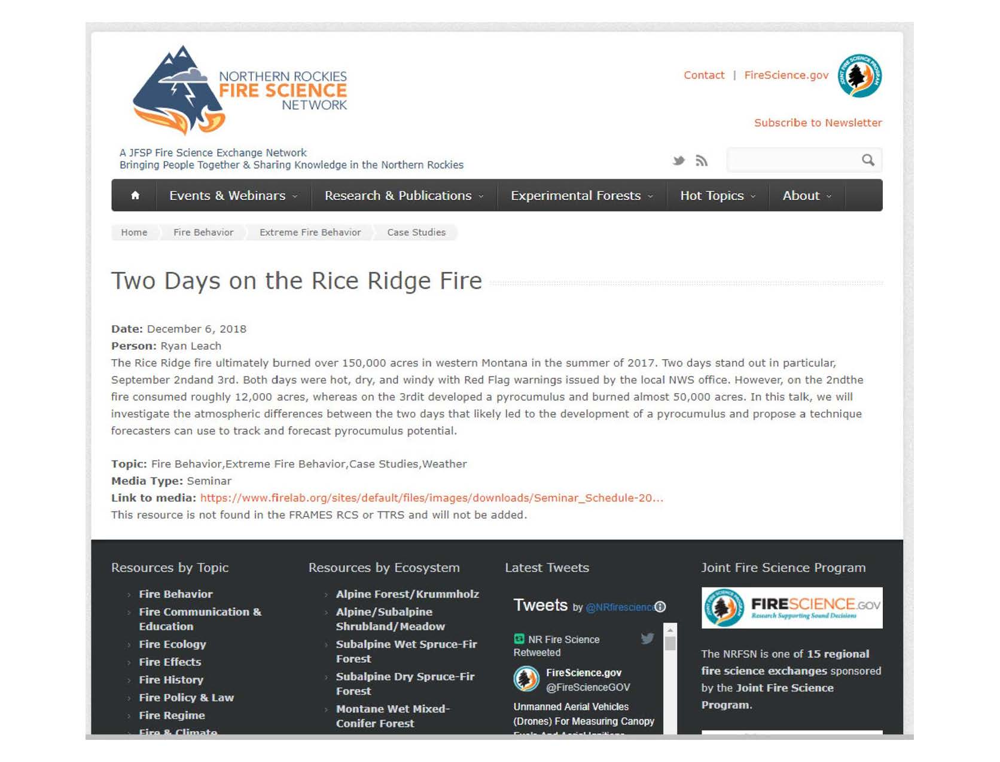 NORTHERN ROCKIES
FIRE SCIENCE
NETWORK
Contact | FireScience.gov
JOINT FIRE SCIENCE PROGRAM
Subscribe to Newsletter
A JFSP Fire Science Exchange Network
Bringing People Together & Sharing Knowledge in the Northern Rockies
Events & Webinars
Research & Publications
Experimental Forests
Hot Topics
About
Home
Fire Behavior
Extreme Fire Behavior
Case Studies
Two Days on the Rice Ridge Fire
Date: December 6, 2018
Person: Ryan Leach
The Rice Ridge fire ultimately burned over 150,000 acres in western Montana in the summer of 2017. Two days stand out in particular,
September 2ndand 3rd. Both days were hot, dry, and windy with Red Flag warnings issued by the local NWS office. However, on the 2ndthe
fire consumed roughly 12,000 acres, whereas on the 3rdit developed a pyrocumulus and burned almost 50,000 acres. In this talk, we will
investigate the atmospheric differences between the two days that likely led to the development of a pyrocumulus and propose a technique
forecasters can use to track and forecast pyrocumulus potential.
Topic: Fire Behavior,Extreme Fire Behavior,Case Studies,Weather
Media Type: Seminar
Link to media: https://www.firelab.org/sites/default/files/images/downloads/Seminar_Schedule-20...
This resource is not found in the FRAMES RCS or TTRS and will not be added.
Resources by Topic
Fire Behavior
Fire Communication &
Education
Fire Ecology
Fire Effects
Fire History
Fire Policy & Law
Fire Regime
Fire & Climate
Resources by Ecosystem
Alpine Forest/Krummholz
Alpine/Subalpine
Shrubland/Meadow
Subalpine Wet Spruce-Fir
Forest
Subalpine Dry Spruce-Fir
Forest
Montane Wet Mixed-
Conifer Forest
Latest Tweets
Tweets by @NRfirescience
NR Fire Science
Retweeted
FireScience.gov
@FireScienceGOV
Unmanned Aerial Vehicles
(Drones) For Measuring Canopy
Fuels And Aerial Ignitions
Joint Fire Science Program
JOINT FIRE SCIENCE PROGRAM
FIRESCIENCE.GOV
Research Supporting Sound Decisions
The NRFSN is one of 15 regional
fire science exchanges sponsored
by the Joint Fire Science
Program.